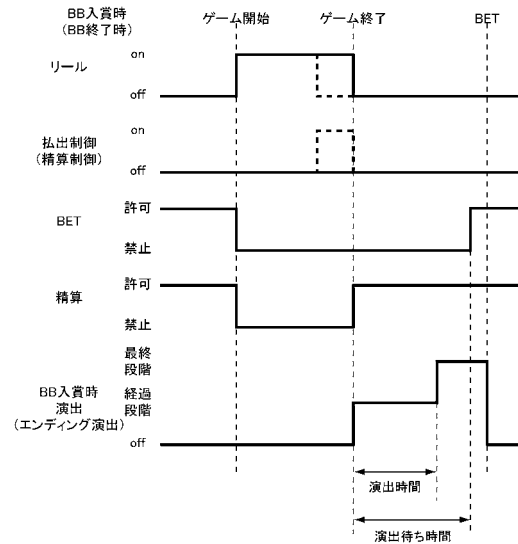 BB入賞時
(BB終了時)
ゲーム開始
ゲーム終了
BET
リール
on
off
払出制御
(精算制御)
on
off
BET
許可
禁止
精算
許可
禁止
BB入賞時
演出
(エンディング演出)
最終
段階
経過
段階
off
演出時間
演出待ち時間